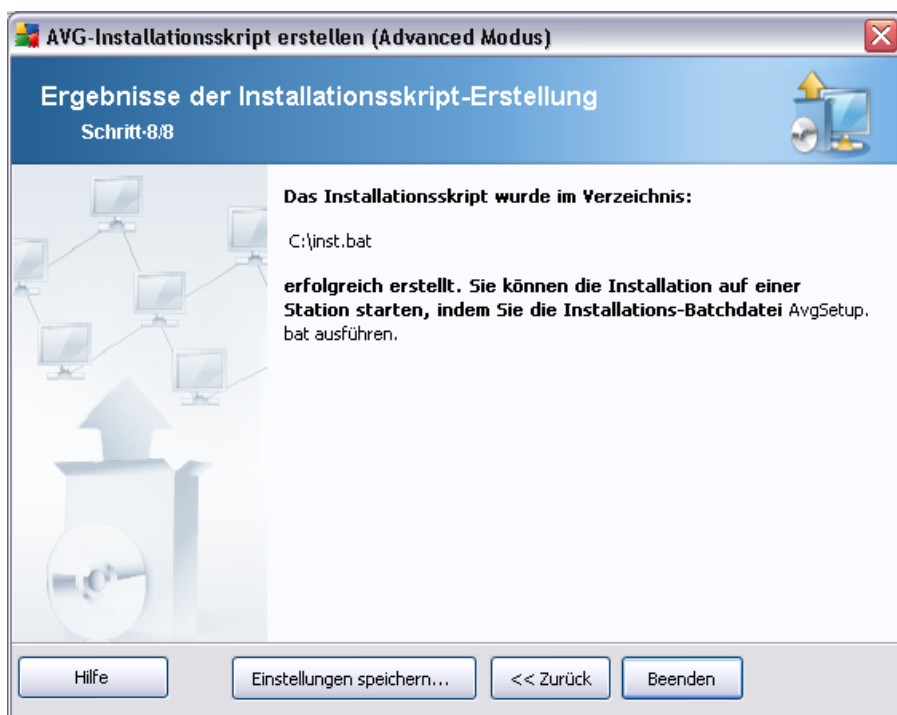 AVG-Installationsskript erstellen (Advanced Modus)
Ergebnisse der Installationsskript-Erstellung
Schritt-8/8
Das Installationsskript wurde im Verzeichnis:
C:\inst.bat
erfolgreich erstellt. Sie können die Installation auf einer
Station starten, indem Sie die Installations-Batchdatei AvgSetup.
bat ausführen.
Hilfe
Einstellungen speichern...
<< Zurück
Beenden